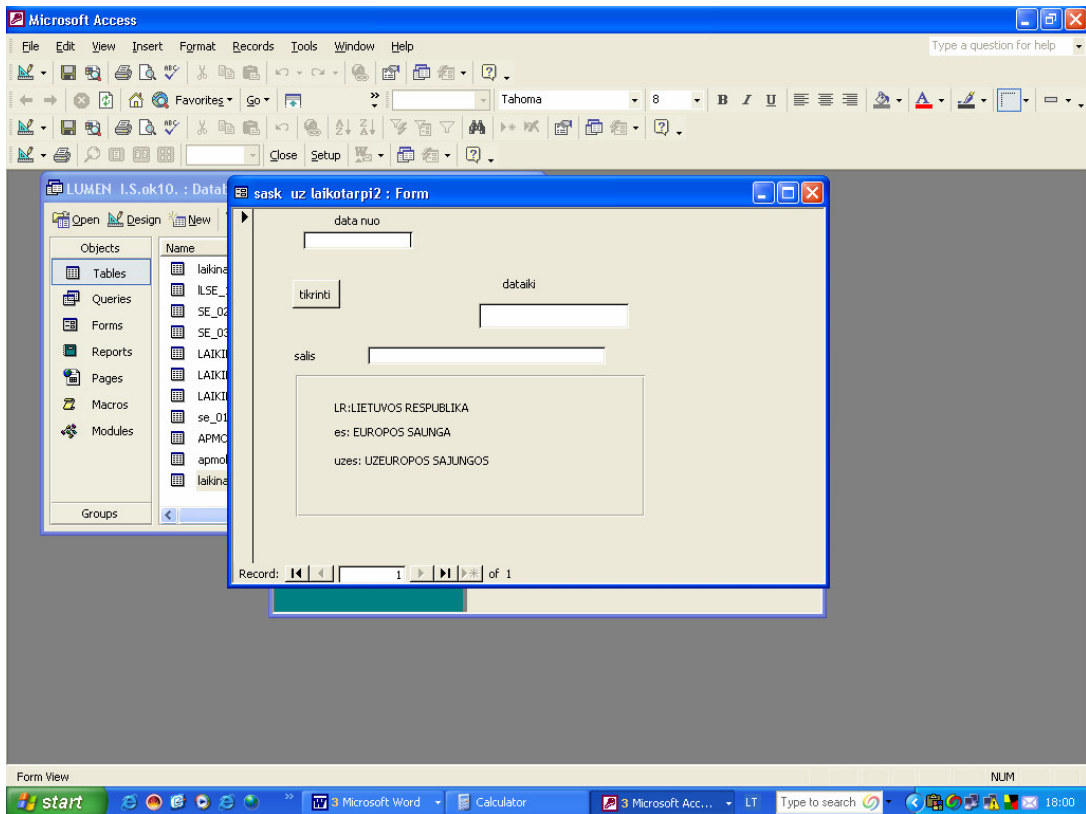 Microsoft Access
File Edit View Insert Format Records Tools Window Help Type a question for help
Favorites Go Tahoma 8 B I U
Close Setup
LUMEN I.S.ok10. : Datab
sask uz laikotarpi2 : Form
Open Design New
data nuo
Objects Name
Tables laikina
tikrinti dataiki
Queries
Forms SE_02
SE_03
Reports LAIKI
salis
Pages LAIKI
Macros LAIKI
se_01
LR:LIETUVOS RESPUBLIKA
Modules APMO
es: EUROPOS SAUNGA
apmol
uzes: UZEUROPOS SAJUNGOS
laikina
Groups
Record: 1 of 1
Form View NUM
start 3 Microsoft Word Calculator 3 Microsoft Acc... LT Type to search 18:00